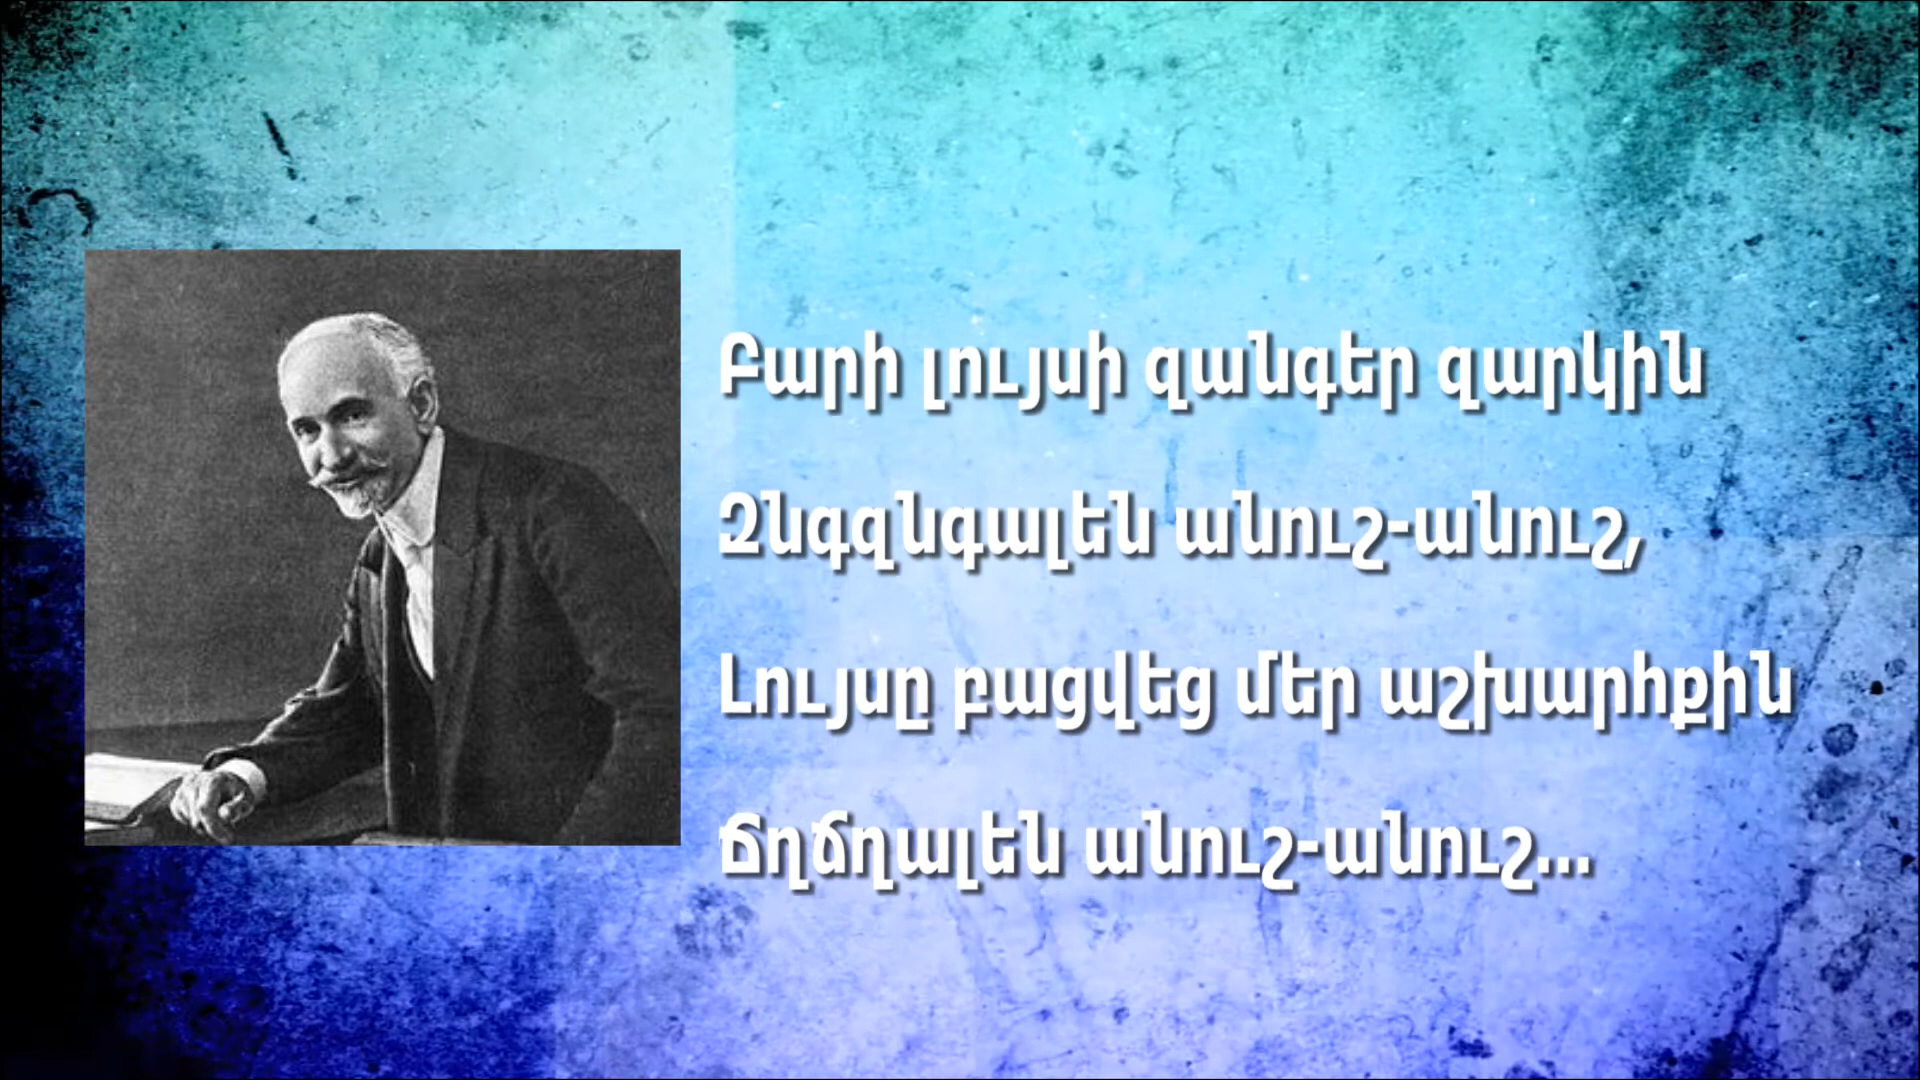 Բարի լույսի զանգեր զարկին
Զնգզնգալեն անուշ-անուշ,
Լույսը բացվեց մեր աշխարհքին
Ճղճղալեն անուշ-անուշ...